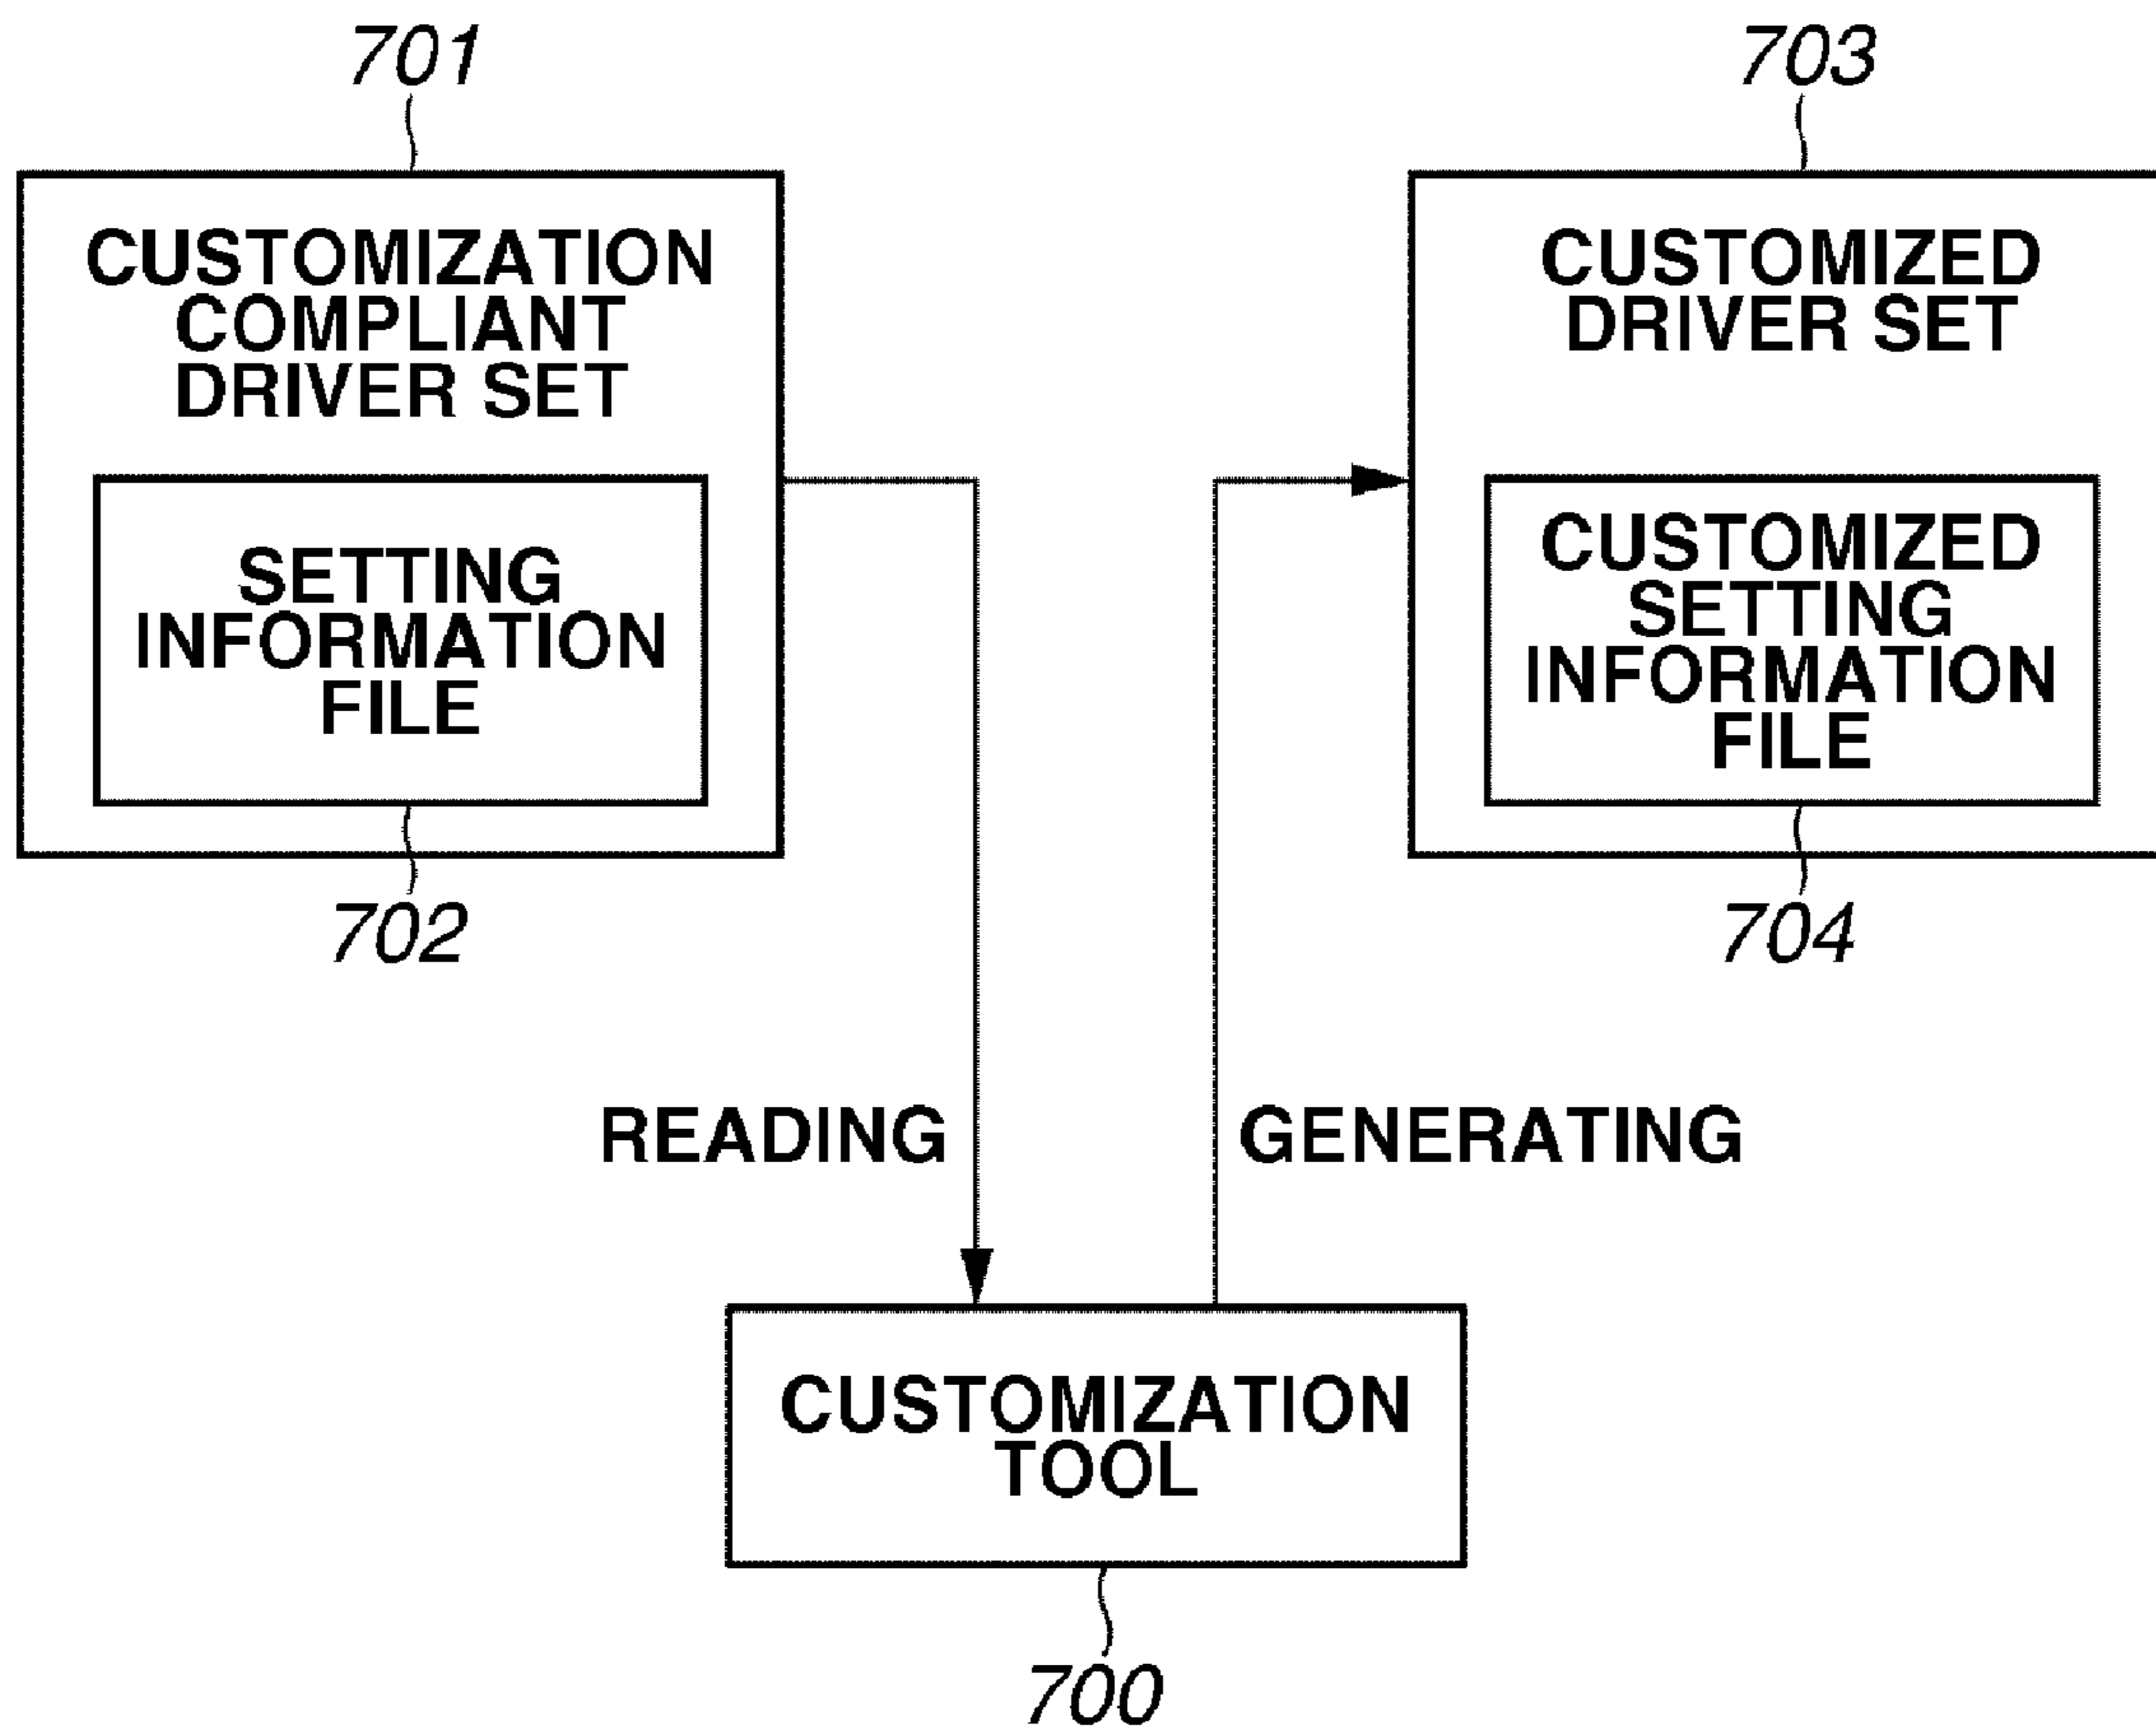 701
CUSTOMIZATION
COMPLIANT
DRIVER SET
SETTING
INFORMATION
FILE
702
703
CUSTOMIZED
DRIVER SET
CUSTOMIZED
SETTING
INFORMATION
FILE
704
READING
GENERATING
CUSTOMIZATION
TOOL
700